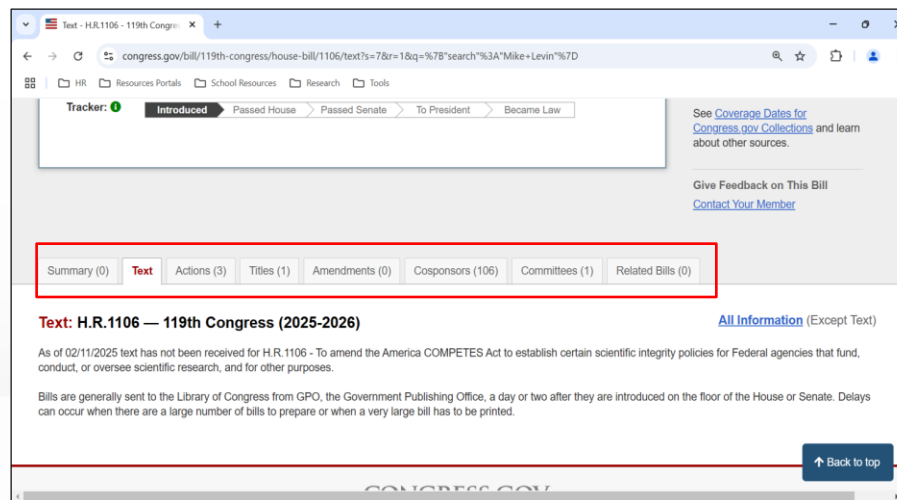 Text - H.R.1106 - 119th Congre
congress.gov/bill/119th-congress/house-bill/1106/text?s=7&r=1&q=%7B"search"%3A"Mike+Levin"%7D
HR Resources Portals School Resources Research Tools
Tracker: Introduced Passed House Passed Senate To President Became Law
See Coverage Dates for
Congress.gov Collections and learn
about other sources.
Give Feedback on This Bill
Contact Your Member
Summary (0) Text Actions (3) Titles (1) Amendments (0) Cosponsors (106) Committees (1) Related Bills (0)
Text: H.R.1106 — 119th Congress (2025-2026)
All Information (Except Text)
As of 02/11/2025 text has not been received for H.R.1106 - To amend the America COMPETES Act to establish certain scientific integrity policies for Federal agencies that fund,
conduct, or oversee scientific research, and for other purposes.
Bills are generally sent to the Library of Congress from GPO, the Government Publishing Office, a day or two after they are introduced on the floor of the House or Senate. Delays
can occur when there are a large number of bills to prepare or when a very large bill has to be printed.
Back to top
CONGRESS.GOV